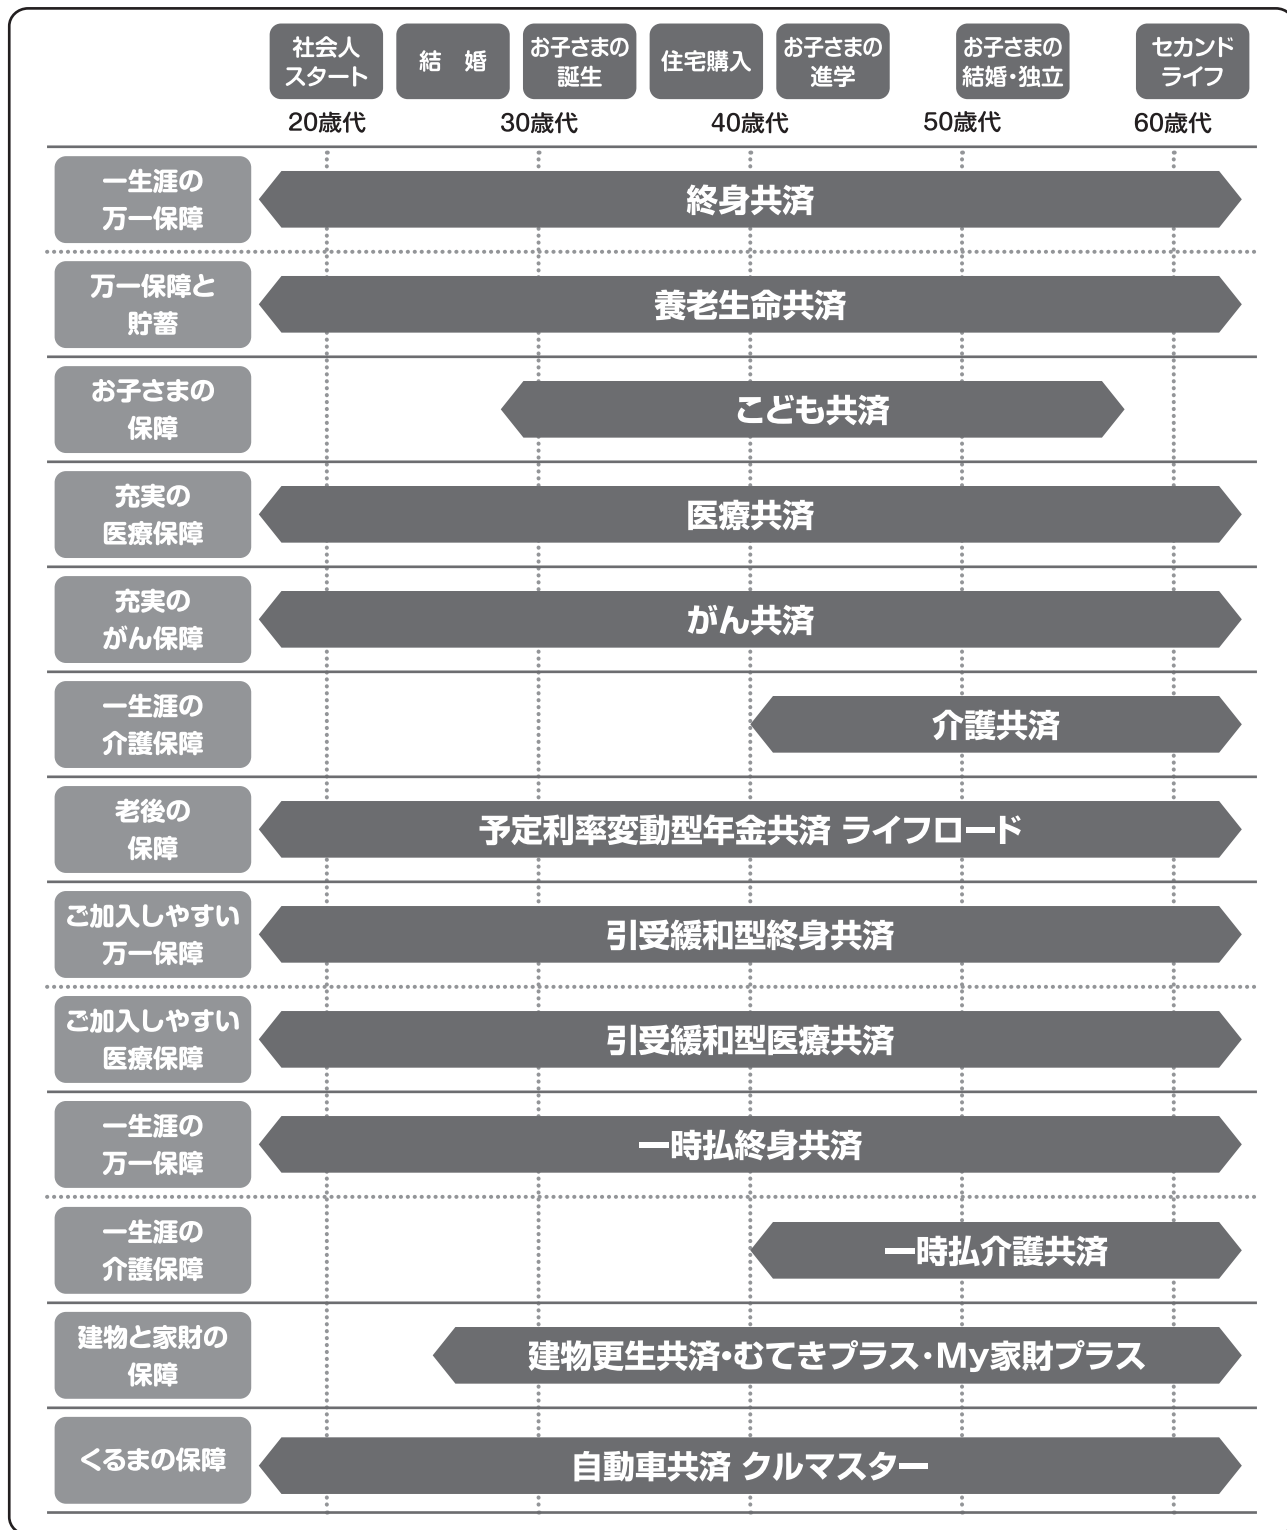 社会人
スタート
結　婚
お子さまの
誕生
住宅購入
お子さまの
進学
お子さまの
結婚・独立
セカンド
ライフ
20歳代
30歳代
40歳代
50歳代
60歳代
一生涯の
万一保障
終身共済
万一保障と
貯蓄
養老生命共済
お子さまの
保障
こども共済
充実の
医療保障
医療共済
充実の
がん保障
がん共済
一生涯の
介護保障
介護共済
老後の
保障
予定利率変動型年金共済 ライフロード
ご加入しやすい
万一保障
引受緩和型終身共済
ご加入しやすい
医療保障
引受緩和型医療共済
一生涯の
万一保障
一時払終身共済
一生涯の
介護保障
一時払介護共済
建物と家財の
保障
建物更生共済・むてきプラス・My家財プラス
くるまの保障
自動車共済 クルマスター